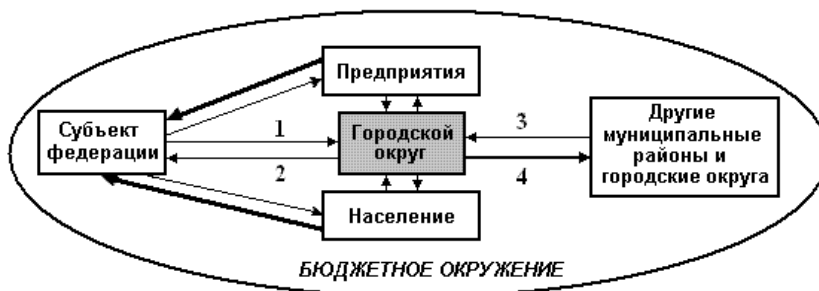 Предприятия
Субъект
федерации
1
2
Городской
округ
3
4
Другие
муниципальные
районы и
городские округа
Население
БЮДЖЕТНОЕ ОКРУЖЕНИЕ